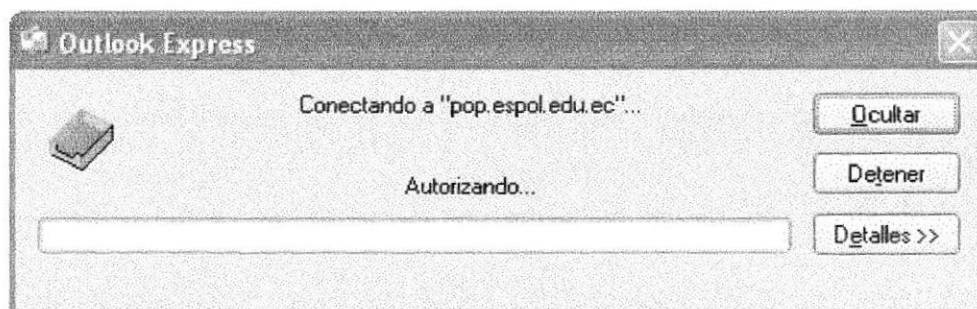 Outlook Express
Conectando a "pop.espol.edu.ec"...
Ocultar
Detener
Autorizando...
Detalles >>